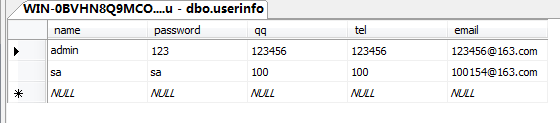 WIN-0BVHN8Q9MCO....u - dbo.userinfo
name password qq tel email
admin 123 123456 123456 123456@163.com
sa sa 100 100 100154@163.com
NULL NULL NULL NULL NULL